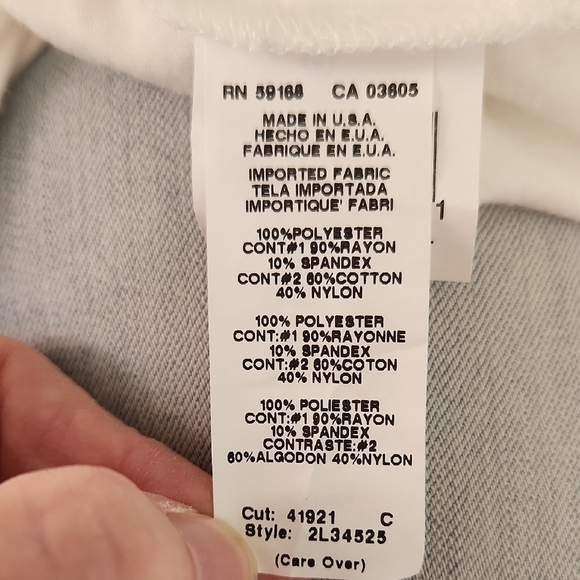 RN 59168 CA 03605
MADE IN U.S.A.
HECHO EN E.U.A.
FABRIQUE EN E.U.A.
IMPORTED FABRIC
TELA IMPORTADA
IMPORTIQUE' FABRI
100%POLYESTER
CONT#1 90%RAYON
10% SPANDEX
CONT#2 60%COTTON
40% NYLON
100% POLYESTER
CONT:#1 90%RAYONNE
10% SPANDEX
CONT:#2 60%COTON
40% NYLON
100% POLIESTER
CONT:#1 90%RAYON
10% SPANDEX
CONTRASTE:#2
60%ALGODON 40%NYLON
Cut: 41921 C
Style: 2L34525
(Care Over)
1